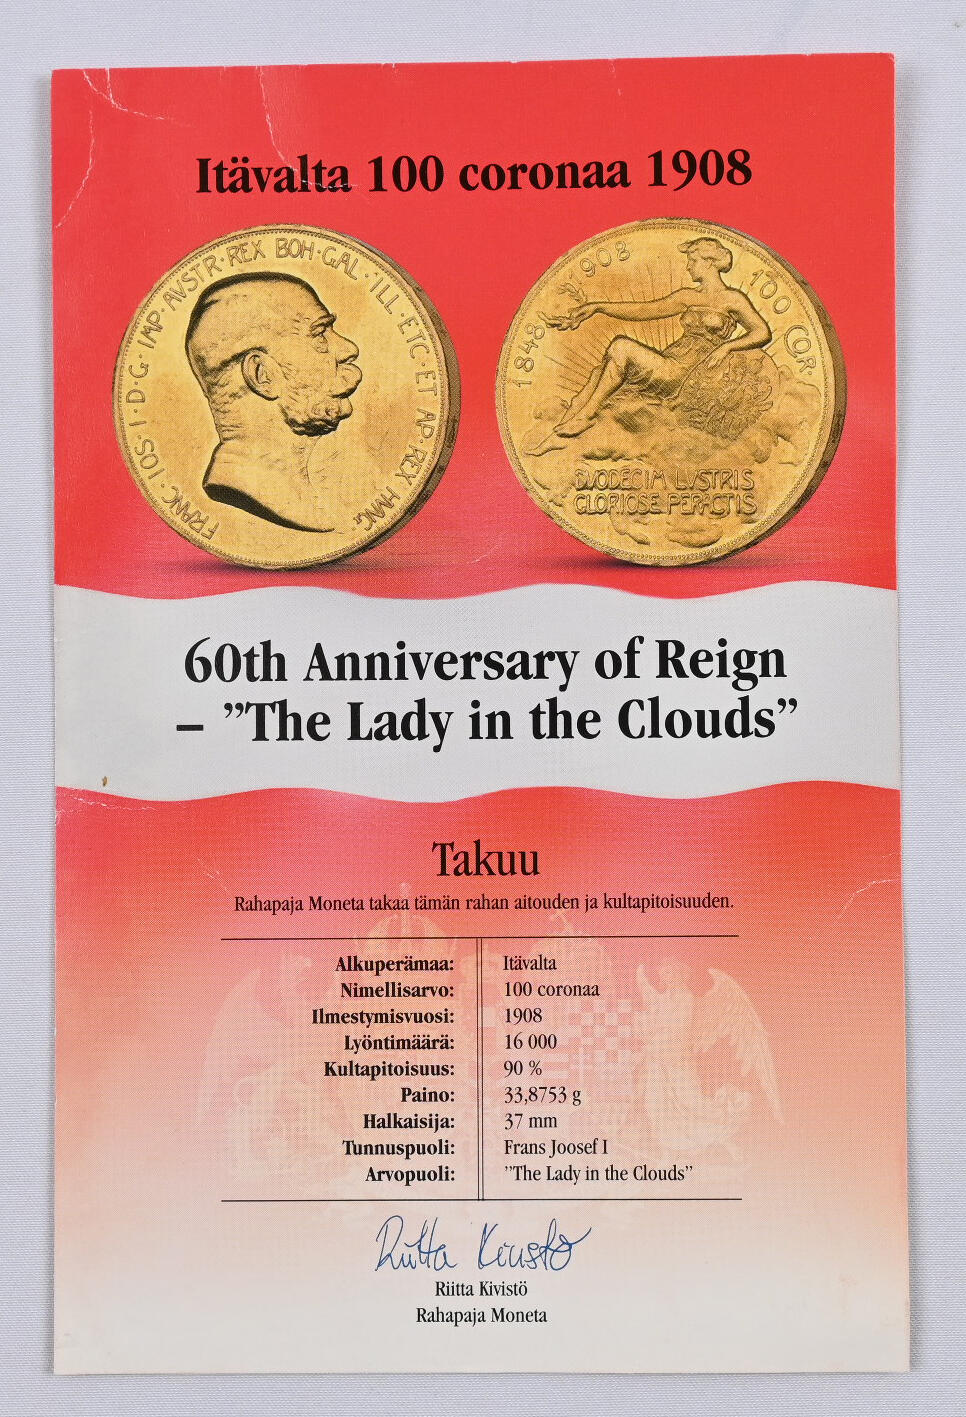 Itävalta 100 coronaa 1908
FRANC·IOS·I·D·G·IMP·AVSTR·REX BOH·GAL·ILL·ETC·ET AP·REX HVNG·
1848 1908 100 COR·
DVODECIM LVSTRIS
GLORIOSE PERACTIS
60th Anniversary of Reign
– ”The Lady in the Clouds”
Takuu
Rahapaja Moneta takaa tämän rahan aitouden ja kultapitoisuuden.
Alkuperämaa: Itävalta
Nimellisarvo: 100 coronaa
Ilmestymisvuosi: 1908
Lyöntimäärä: 16 000
Kultapitoisuus: 90 %
Paino: 33,8753 g
Halkaisija: 37 mm
Tunnuspuoli: Frans Joosef I
Arvopuoli: ”The Lady in the Clouds”
Riitta Kivistö
Riitta Kivistö
Rahapaja Moneta